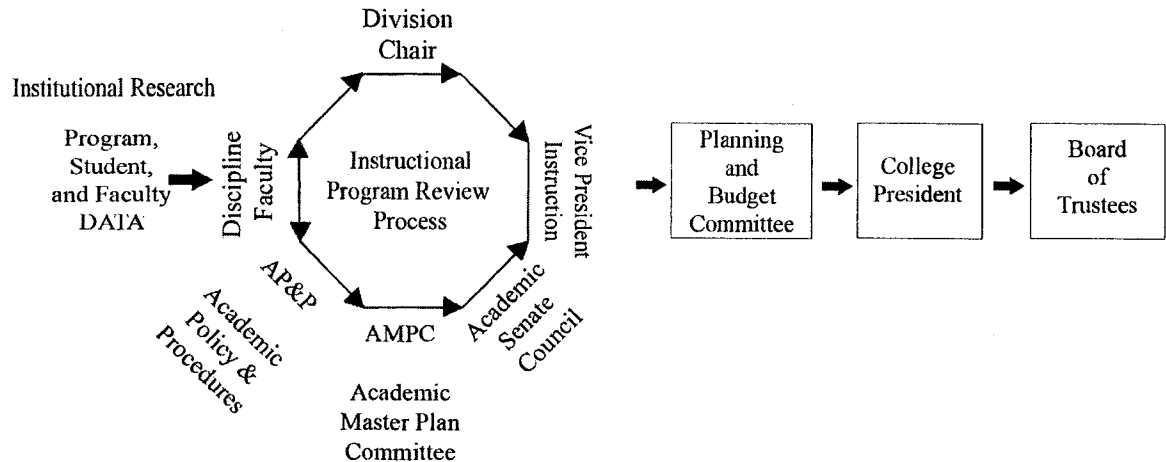 Institutional Research
Program,
Student,
and Faculty
DATA
Discipline
Faculty
Division
Chair
Instructional
Program Review
Process
AP&P
Academic
Policy &
Procedures
AMPC
Academic
Master Plan
Committee
Academic
Senate
Council
Vice President
Instruction
Planning
and
Budget
Committee
College
President
Board
of
Trustees